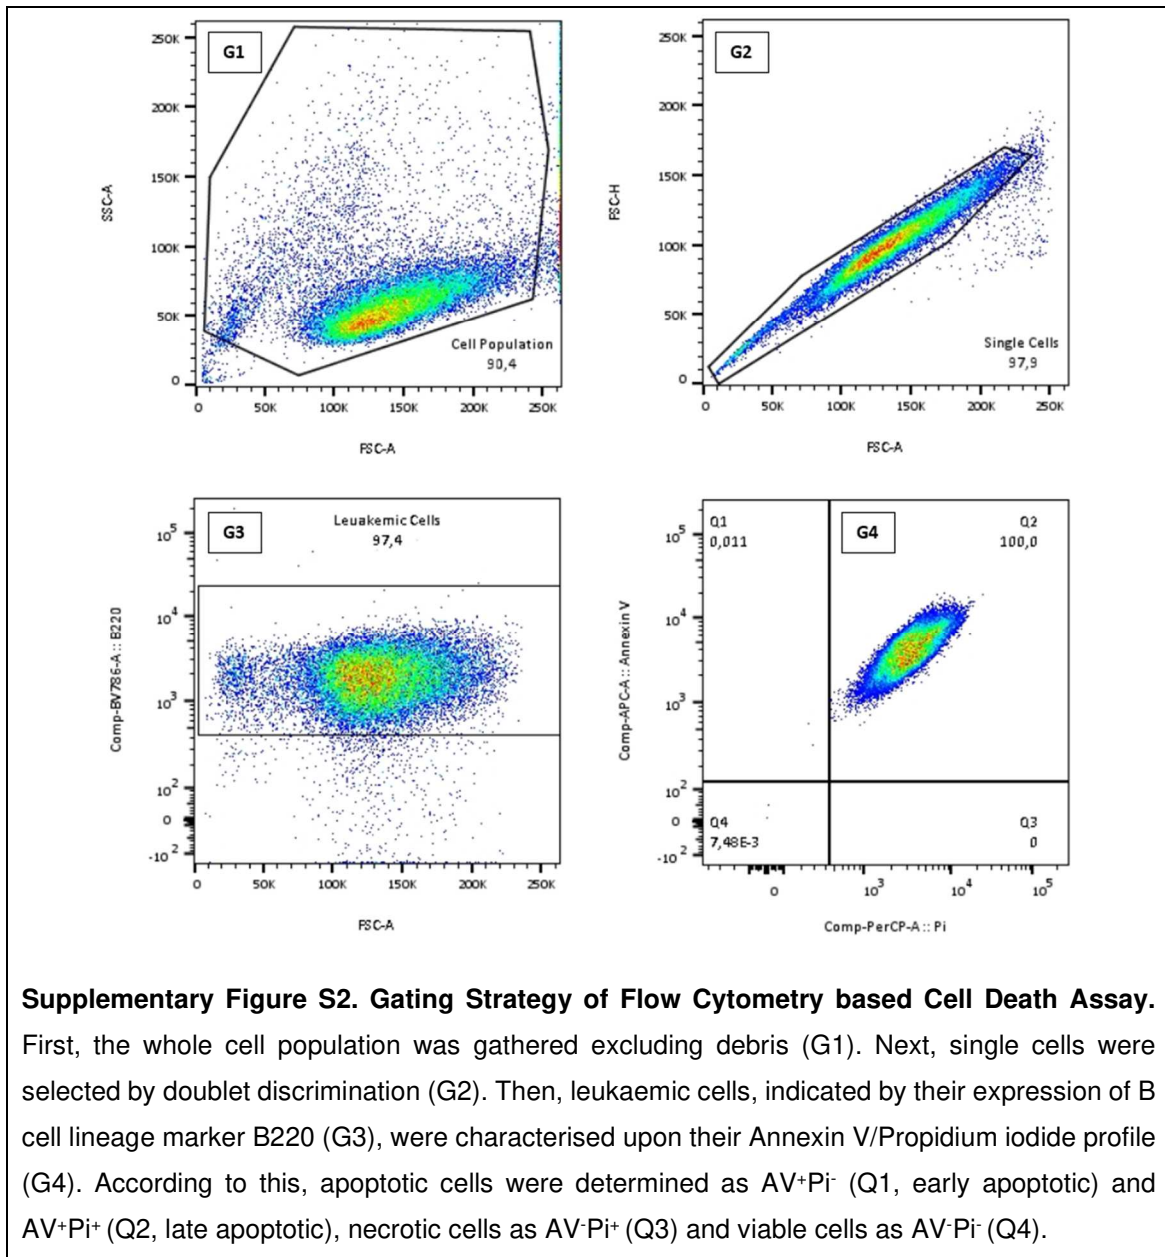 G1
250K
200K
150K
100K
50K
0
SSC-A
Cell Population
90,4
0 50K 100K 150K 200K 250K
FSC-A
G2
250K
200K
150K
100K
50K
0
FSC-H
Single Cells
97,9
0 50K 100K 150K 200K 250K
FSC-A
G3
Leuakemic Cells
97,4
10^5
10^4
10^3
10^2
0
-10^2
Comp-BV786-A :: B220
0 50K 100K 150K 200K 250K
FSC-A
Q1
0,011
G4
Q2
100,0
10^5
10^4
10^3
10^2
0
-10^2
Comp-APC-A :: Annexin V
Q4
7,48E-3
Q3
0
0 10^3 10^4 10^5
Comp-PerCP-A :: Pi
Supplementary Figure S2. Gating Strategy of Flow Cytometry based Cell Death Assay.
First, the whole cell population was gathered excluding debris (G1). Next, single cells were
selected by doublet discrimination (G2). Then, leukaemic cells, indicated by their expression of B
cell lineage marker B220 (G3), were characterised upon their Annexin V/Propidium iodide profile
(G4). According to this, apoptotic cells were determined as AV⁺Pi⁻ (Q1, early apoptotic) and
AV⁺Pi⁺ (Q2, late apoptotic), necrotic cells as AV⁻Pi⁺ (Q3) and viable cells as AV⁻Pi⁻ (Q4).